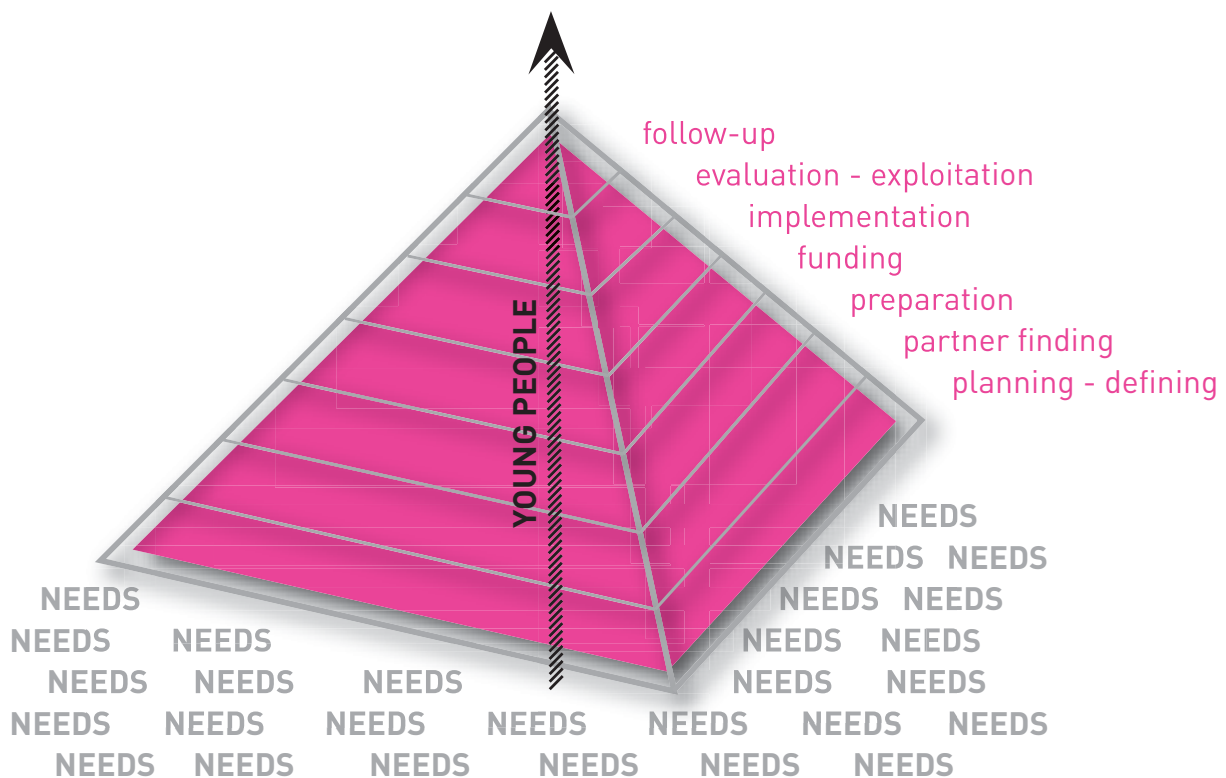 follow-up
evaluation - exploitation
implementation
funding
preparation
partner finding
planning - defining
YOUNG PEOPLE
NEEDS
NEEDS NEEDS
NEEDS NEEDS NEEDS
NEEDS NEEDS NEEDS NEEDS
NEEDS NEEDS NEEDS NEEDS NEEDS
NEEDS NEEDS NEEDS NEEDS NEEDS NEEDS NEEDS
NEEDS NEEDS NEEDS NEEDS NEEDS NEEDS